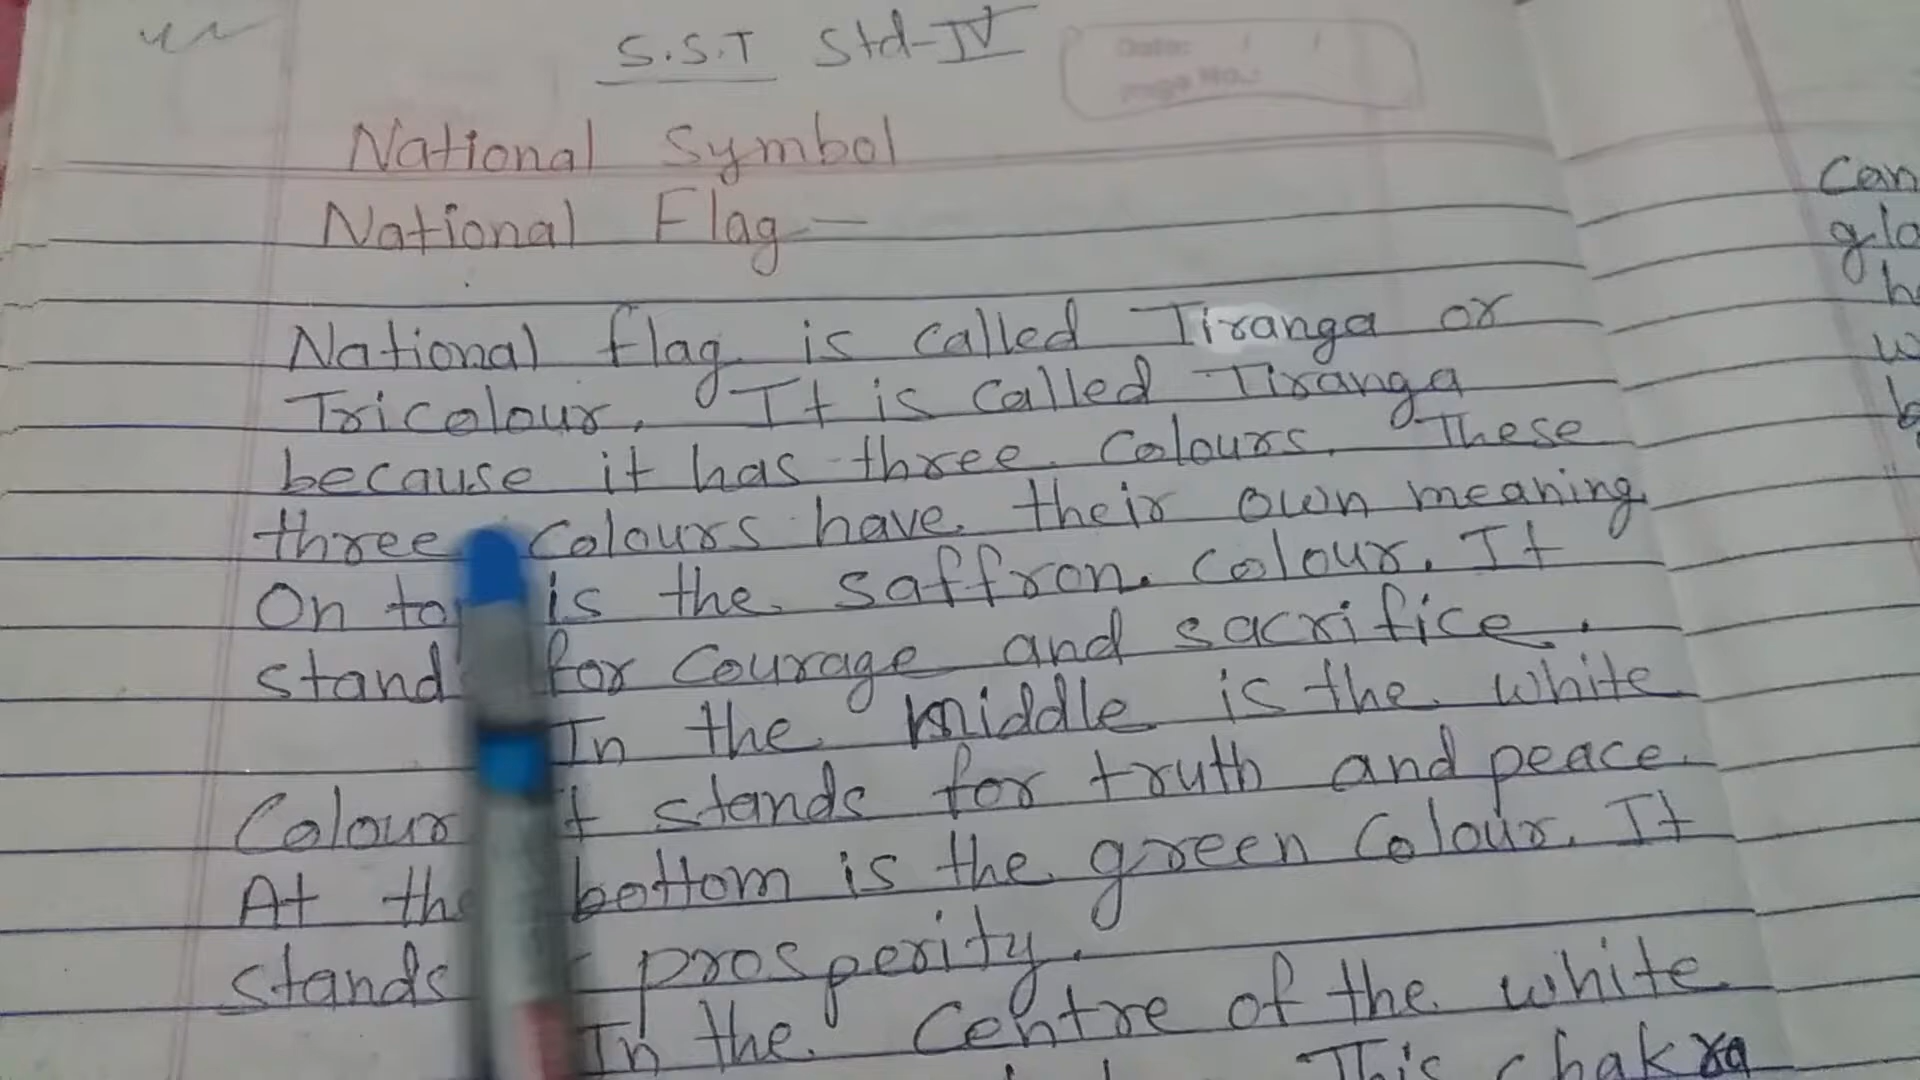 S.S.T Std-IV
Date:
Page No.:
National Symbol
National Flag-
National flag is called Tiranga or
Tricolour. It is called Tiranga
because it has three colours. These
three colours have their own meaning
On is the saffron colour. It
stand for courage and sacrifice.
In the middle is the white
Colour stands for truth and peace.
At bottom is the green colour. It
stands prosperity.
In the Centre of the white
This chakra